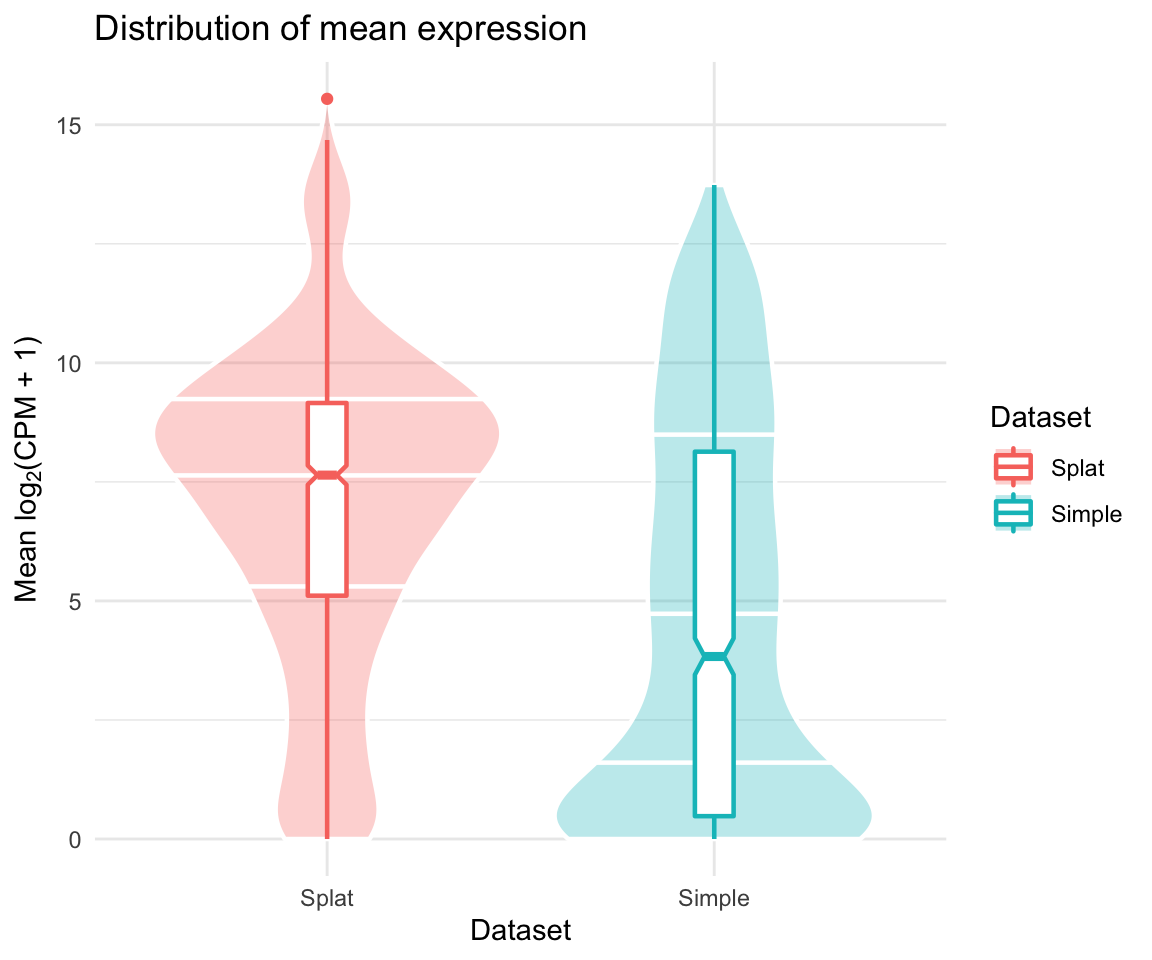 Distribution of mean expression
Mean log₂(CPM + 1)
15
10
5
0
Splat
Simple
Dataset
Dataset
Splat
Simple